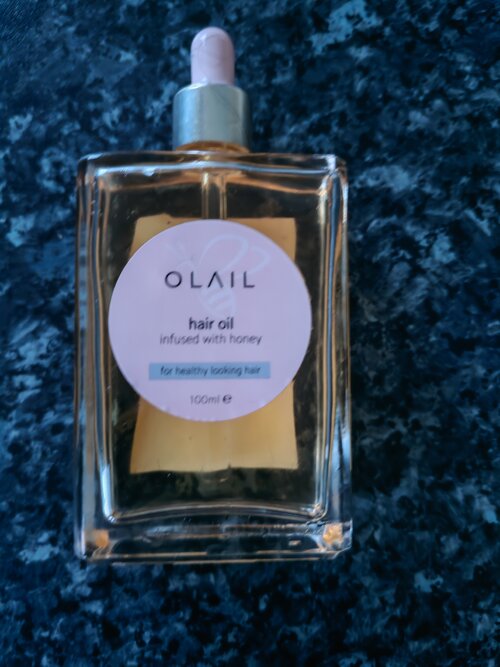 OLAIL
hair oil
infused with honey
for healthy looking hair
100ml ℮